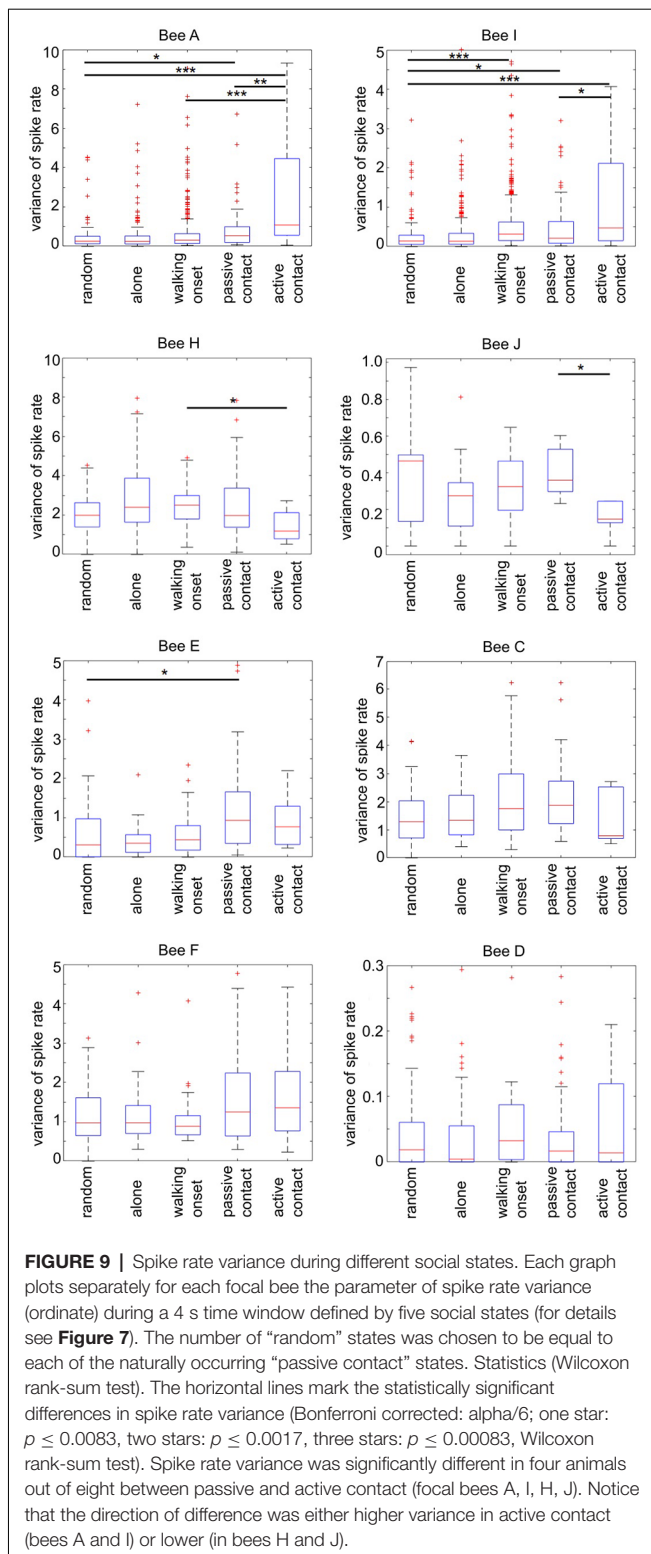 Bee A
variance of spike rate
10
8
6
4
2
0
*
***
**
***
random
alone
walking
onset
passive
contact
active
contact
Bee I
variance of spike rate
5
4
3
2
1
0
***
*
***
*
random
alone
walking
onset
passive
contact
active
contact
Bee H
variance of spike rate
10
8
6
4
2
0
*
random
alone
walking
onset
passive
contact
active
contact
Bee J
variance of spike rate
1.0
0.8
0.6
0.4
0.2
0
*
random
alone
walking
onset
passive
contact
active
contact
Bee E
variance of spike rate
5
4
3
2
1
0
*
random
alone
walking
onset
passive
contact
active
contact
Bee C
variance of spike rate
7
6
5
4
3
2
1
0
random
alone
walking
onset
passive
contact
active
contact
Bee F
variance of spike rate
5
4
3
2
1
0
random
alone
walking
onset
passive
contact
active
contact
Bee D
variance of spike rate
0.3
0.2
0.1
0
random
alone
walking
onset
passive
contact
active
contact
FIGURE 9 | Spike rate variance during different social states. Each graph
plots separately for each focal bee the parameter of spike rate variance
(ordinate) during a 4 s time window defined by five social states (for details
see Figure 7). The number of “random” states was chosen to be equal to
each of the naturally occurring “passive contact” states. Statistics (Wilcoxon
rank-sum test). The horizontal lines mark the statistically significant
differences in spike rate variance (Bonferroni corrected: alpha/6; one star:
p ≤ 0.0083, two stars: p ≤ 0.0017, three stars: p ≤ 0.00083, Wilcoxon
rank-sum test). Spike rate variance was significantly different in four animals
out of eight between passive and active contact (focal bees A, I, H, J). Notice
that the direction of difference was either higher variance in active contact
(bees A and I) or lower (in bees H and J).